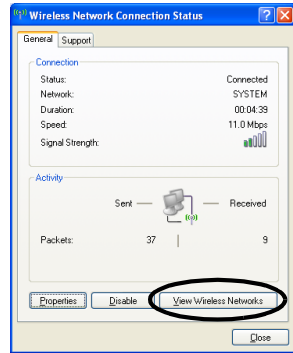 Wireless Network Connection Status
General Support
Connection
Status: Connected
Network: SYSTEM
Duration: 00:04:39
Speed: 11.0 Mbps
Signal Strength:
Activity
Sent Received
Packets: 37 9
Properties Disable View Wireless Networks
Close